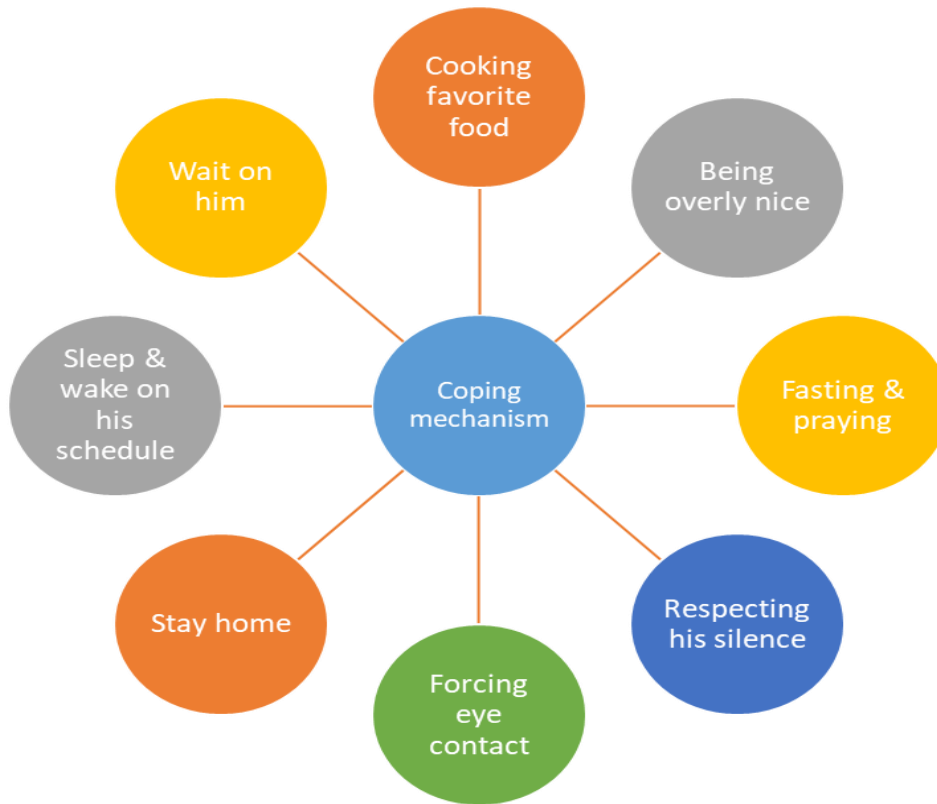 Cooking
favorite
food
Being
overly nice
Fasting &
praying
Respecting
his silence
Forcing
eye
contact
Stay home
Sleep &
wake on
his
schedule
Wait on
him
Coping
mechanism